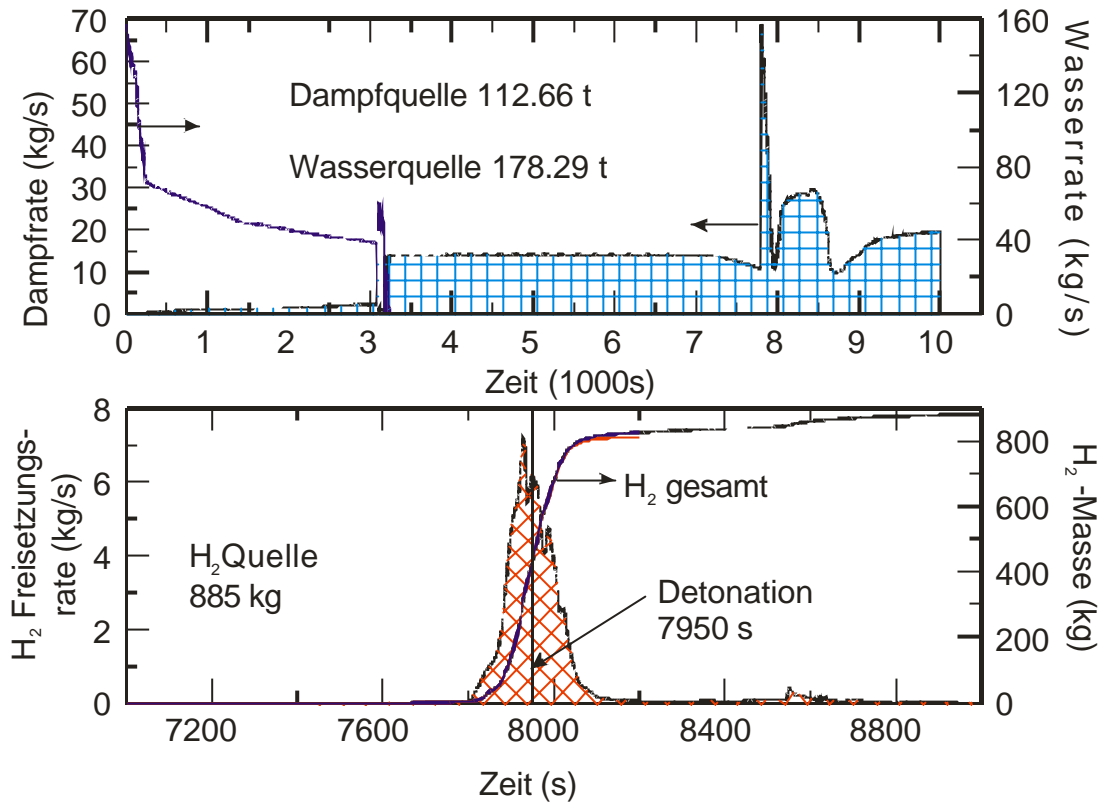 70
60
50
40
30
20
10
0
Dampfrate (kg/s)
Dampfquelle 112.66 t
Wasserquelle 178.29 t
160
120
80
40
0
Wasserrate (kg/s)
0 1 2 3 4 5 6 7 8 9 10
Zeit (1000s)
8
6
4
2
0
H2 Freisetzungs-
rate (kg/s)
H2Quelle
885 kg
H2 gesamt
Detonation
7950 s
800
600
400
200
0
H2 -Masse (kg)
7200 7600 8000 8400 8800
Zeit (s)